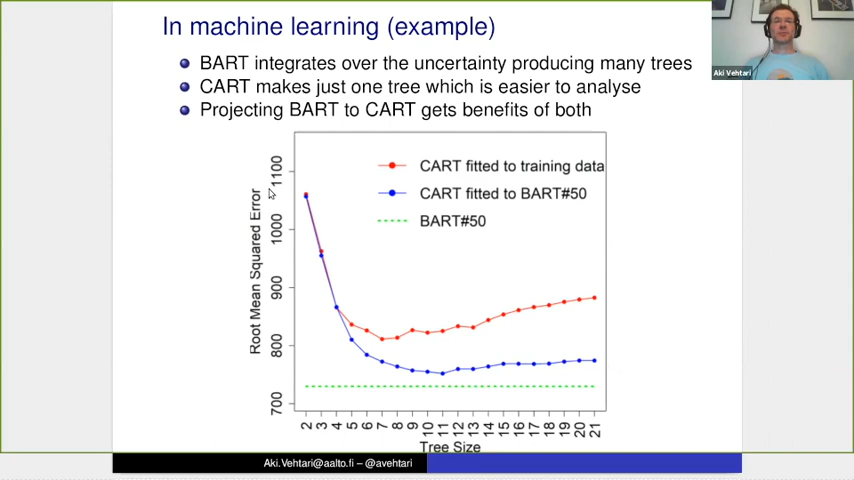 In machine learning (example)
BART integrates over the uncertainty producing many trees
CART makes just one tree which is easier to analyse
Projecting BART to CART gets benefits of both
Aki Vehtari
CART fitted to training data
CART fitted to BART#50
BART#50
Root Mean Squared Error
1100
1000
900
800
700
2 3 4 5 6 7 8 9 10 11 12 13 14 15 16 17 18 19 20 21
Tree Size
Aki.Vehtari@aalto.fi – @avehtari